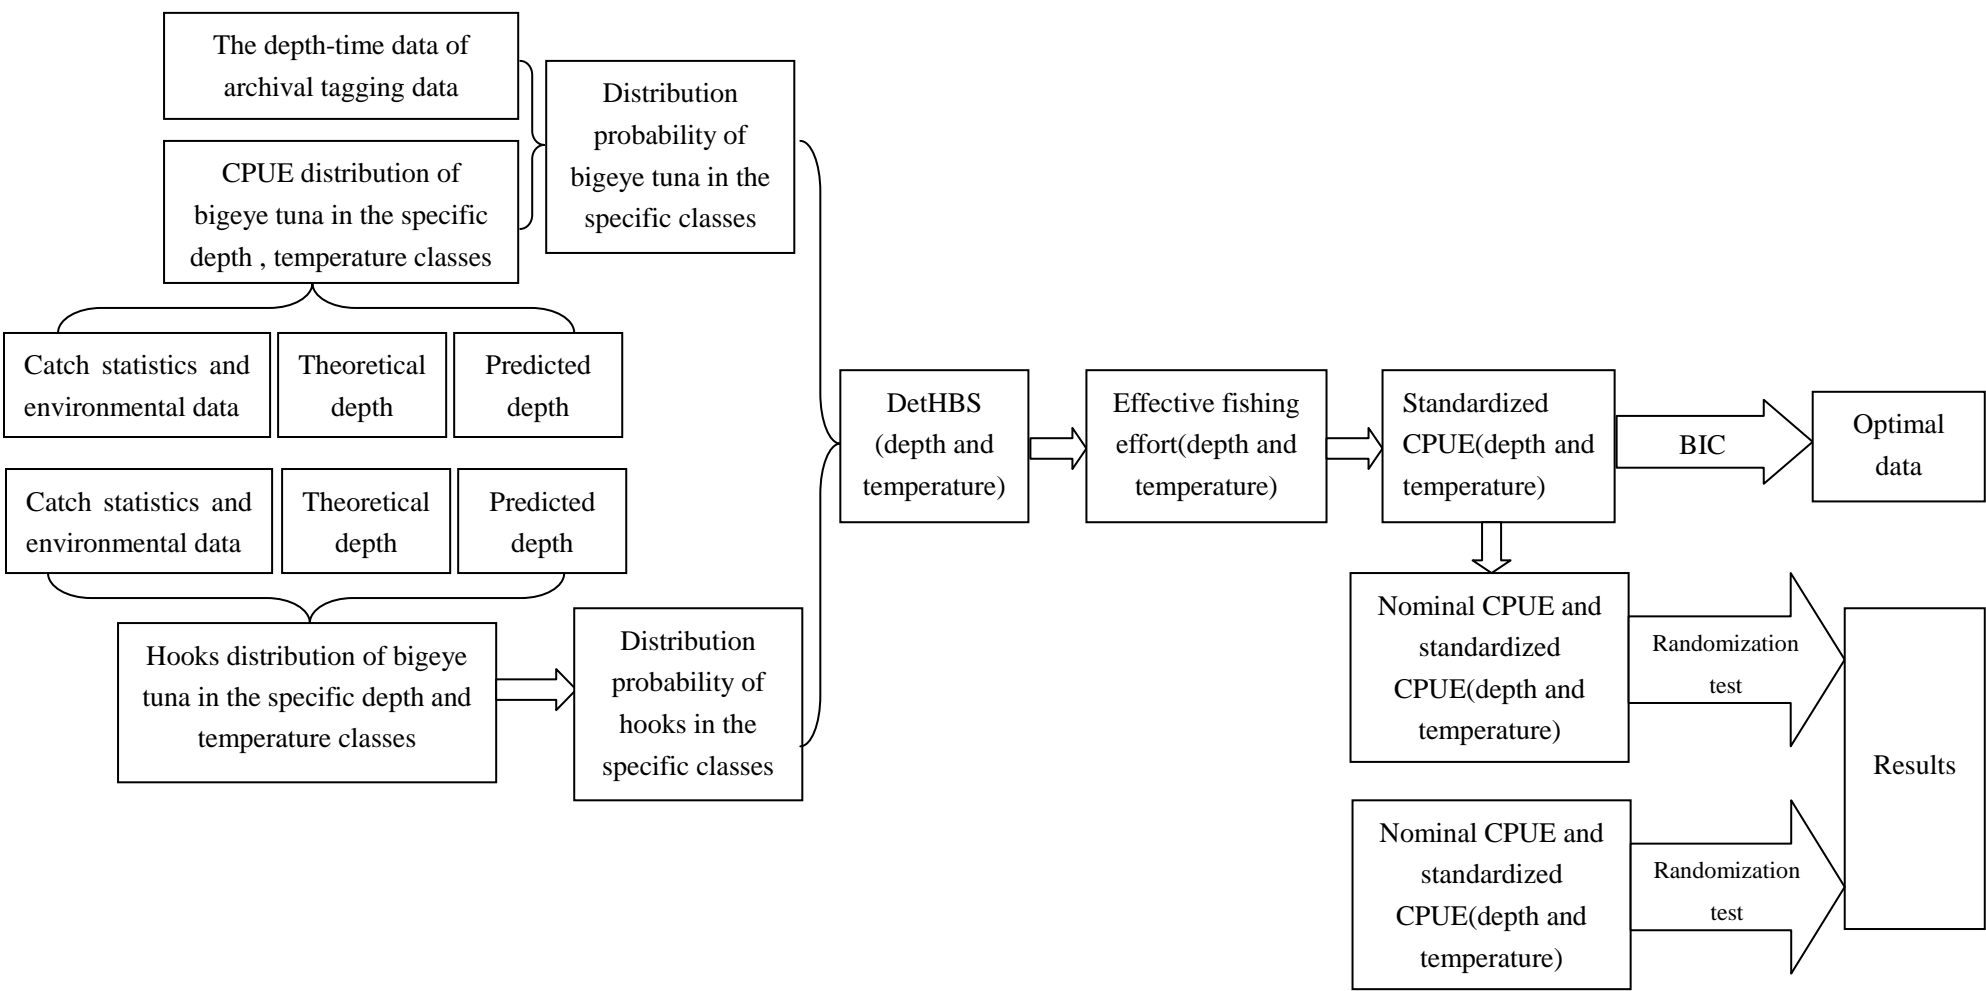 The depth-time data of
archival tagging data
CPUE distribution of
bigeye tuna in the specific
depth , temperature classes
Distribution
probability of
bigeye tuna in the
specific classes
Catch statistics and
environmental data
Theoretical
depth
Predicted
depth
Catch statistics and
environmental data
Theoretical
depth
Predicted
depth
Hooks distribution of bigeye
tuna in the specific depth and
temperature classes
Distribution
probability of
hooks in the
specific classes
DetHBS
(depth and
temperature)
Effective fishing
effort(depth and
temperature)
Standardized
CPUE(depth and
temperature)
BIC
Optimal
data
Nominal CPUE and
standardized
CPUE(depth and
temperature)
Randomization
test
Nominal CPUE and
standardized
CPUE(depth and
temperature)
Randomization
test
Results